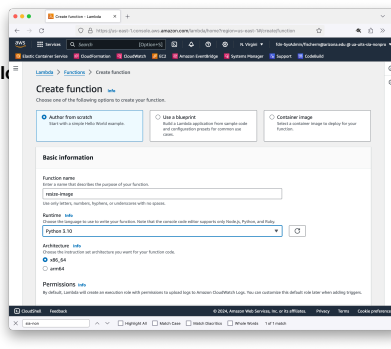 Create function - Lambda
https://us-east-1.console.aws.amazon.com/lambda/home?region=us-east-1#/create/function
aws
Services
Search
[Option+S]
N. Virginia
Elastic Container Service
CloudFormation
CloudWatch
EC2
Amazon EventBridge
Systems Manager
Support
CodeBuild
Lambda > Functions > Create function
Create function Info
Choose one of the following options to create your function.
Author from scratch
Start with a simple Hello World example.
Use a blueprint
Build a Lambda application from sample code
and configuration presets for common use
cases.
Container image
Select a container image to deploy for your
function.
Basic information
Function name
Enter a name that describes the purpose of your function.
resize-image
Use only letters, numbers, hyphens, or underscores with no spaces.
Runtime Info
Choose the language to use to write your function. Note that the console code editor supports only Node.js, Python, and Ruby.
Python 3.10
Architecture Info
Choose the instruction set architecture you want for your function code.
x86_64
arm64
Permissions Info
By default, Lambda will create an execution role with permissions to upload logs to Amazon CloudWatch Logs. You can customize this default role later when adding triggers.
CloudShell
Feedback
© 2024, Amazon Web Services, Inc. or its affiliates.
Privacy
Terms
Cookie preferences
Highlight All
Match Case
Match Diacritics
Whole Words
1 of 1 match